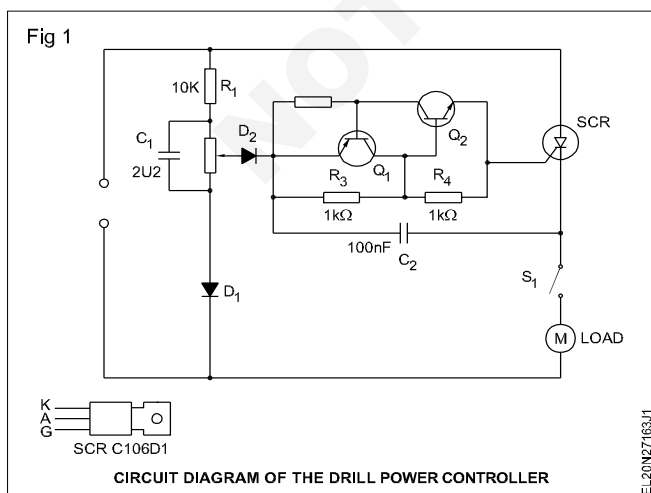 Fig 1
10K R1
C1
2U2
D2
Q1
Q2
SCR
R3
1kΩ
R4
1kΩ
100nF
C2
D1
S1
M LOAD
K
A
G
SCR C106D1
CIRCUIT DIAGRAM OF THE DRILL POWER CONTROLLER
EL20N27163J1
NOT